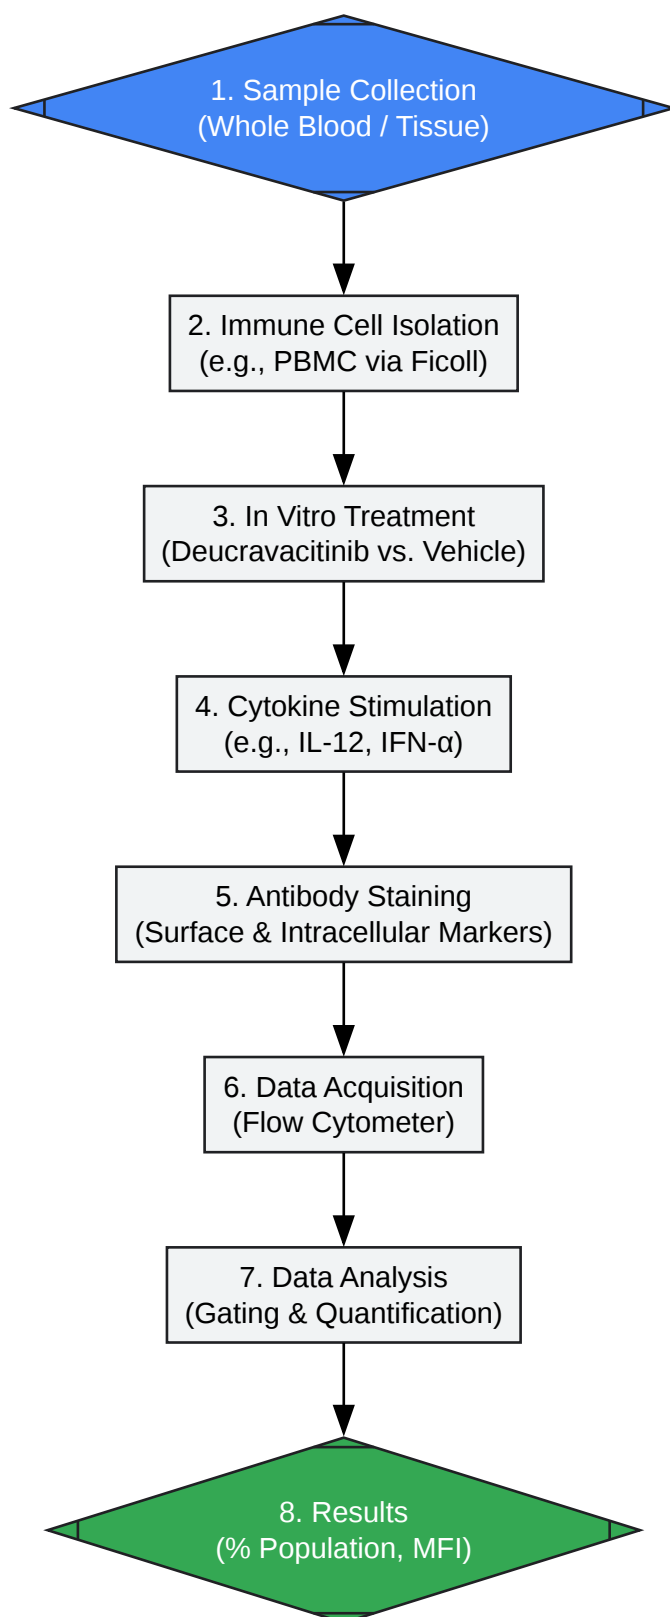 1. Sample Collection
(Whole Blood / Tissue)
2. Immune Cell Isolation
(e.g., PBMC via Ficoll)
3. In Vitro Treatment
(Deucravacitinib vs. Vehicle)
4. Cytokine Stimulation
(e.g., IL-12, IFN-α)
5. Antibody Staining
(Surface & Intracellular Markers)
6. Data Acquisition
(Flow Cytometer)
7. Data Analysis
(Gating & Quantification)
8. Results
(% Population, MFI)